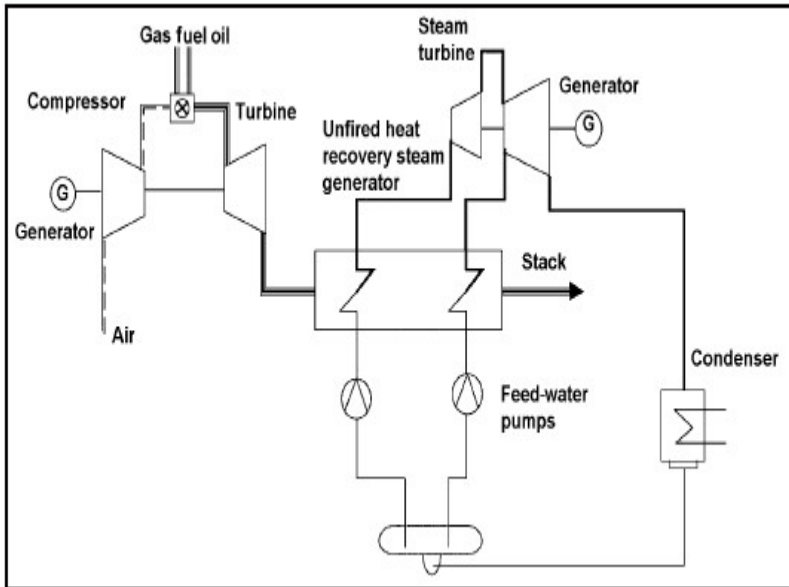 Gas fuel oil
Compressor
Turbine
G
Generator
Air
Steam
turbine
Generator
G
Unfired heat
recovery steam
generator
Stack
Feed-water
pumps
Condenser